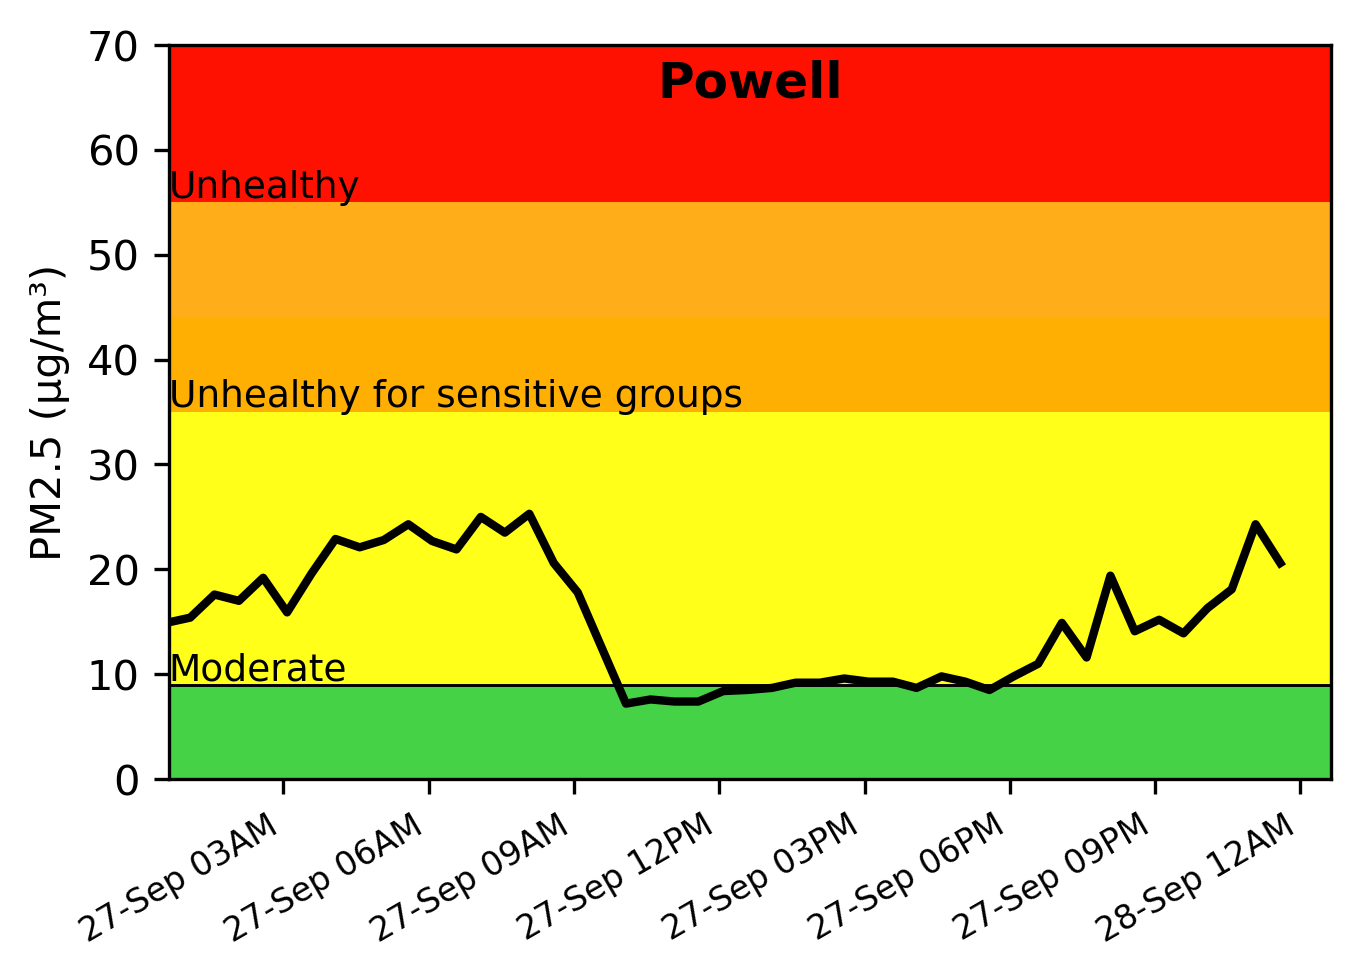 Powell
70
60
50
40
30
20
10
0
PM2.5 (µg/m³)
Unhealthy
Unhealthy for sensitive groups
Moderate
27-Sep 03AM
27-Sep 06AM
27-Sep 09AM
27-Sep 12PM
27-Sep 03PM
27-Sep 06PM
27-Sep 09PM
28-Sep 12AM